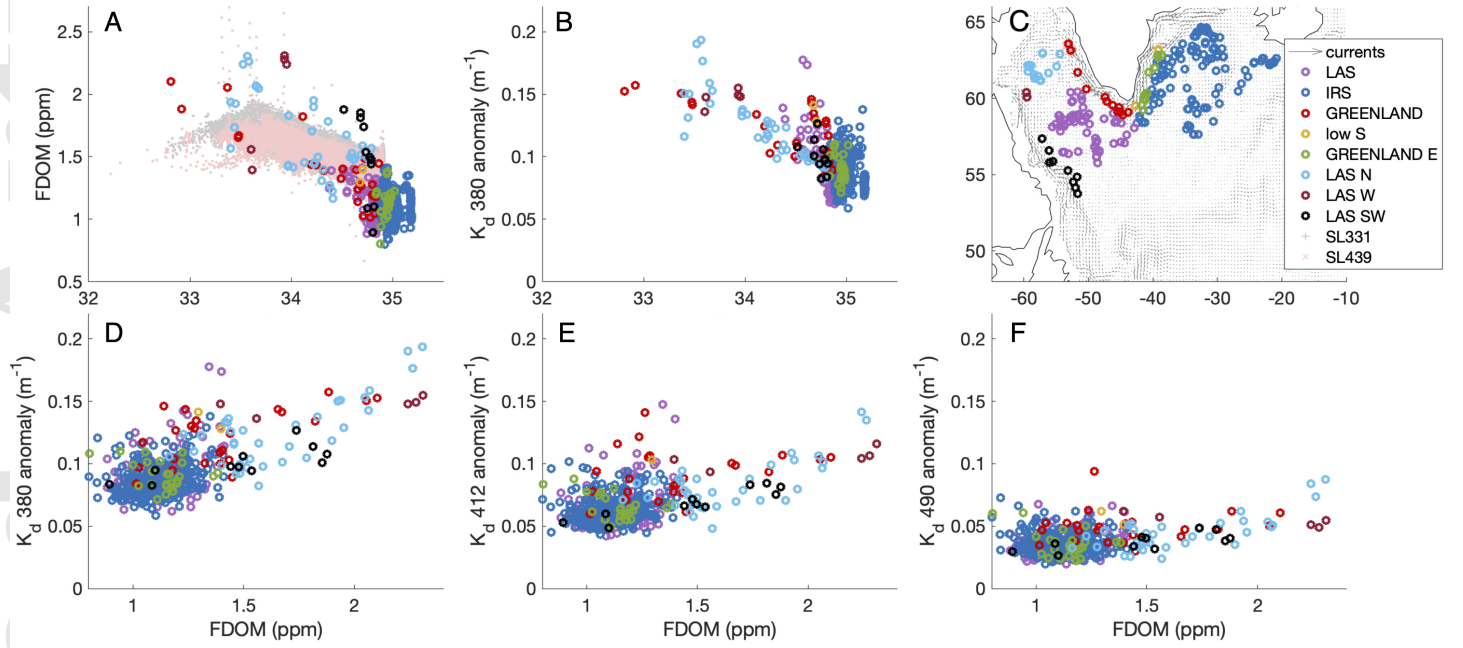 A
FDOM (ppm)
2.5
2
1.5
1
0.5
32
33
34
35
B
K_d 380 anomaly (m⁻¹)
0.2
0.15
0.1
0.05
0
32
33
34
35
C
65
60
55
50
-60
-50
-40
-30
-20
-10
currents
LAS
IRS
GREENLAND
low S
GREENLAND E
LAS N
LAS W
LAS SW
SL331
SL439
D
K_d 380 anomaly (m⁻¹)
0.2
0.15
0.1
0.05
0
1
1.5
2
FDOM (ppm)
E
K_d 412 anomaly (m⁻¹)
0.2
0.15
0.1
0.05
0
1
1.5
2
FDOM (ppm)
F
K_d 490 anomaly (m⁻¹)
0.2
0.15
0.1
0.05
0
1
1.5
2
FDOM (ppm)